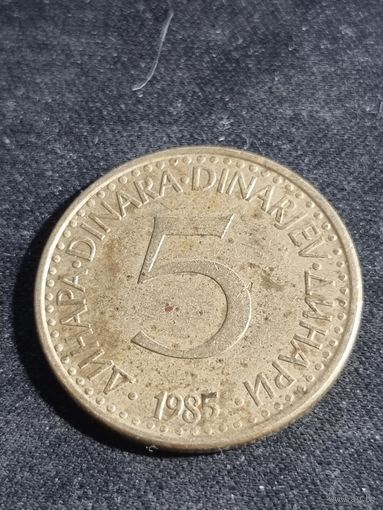 ДИНАРА · DINARA · DINARJEV · ДИНАРИ
5
· 1985 ·